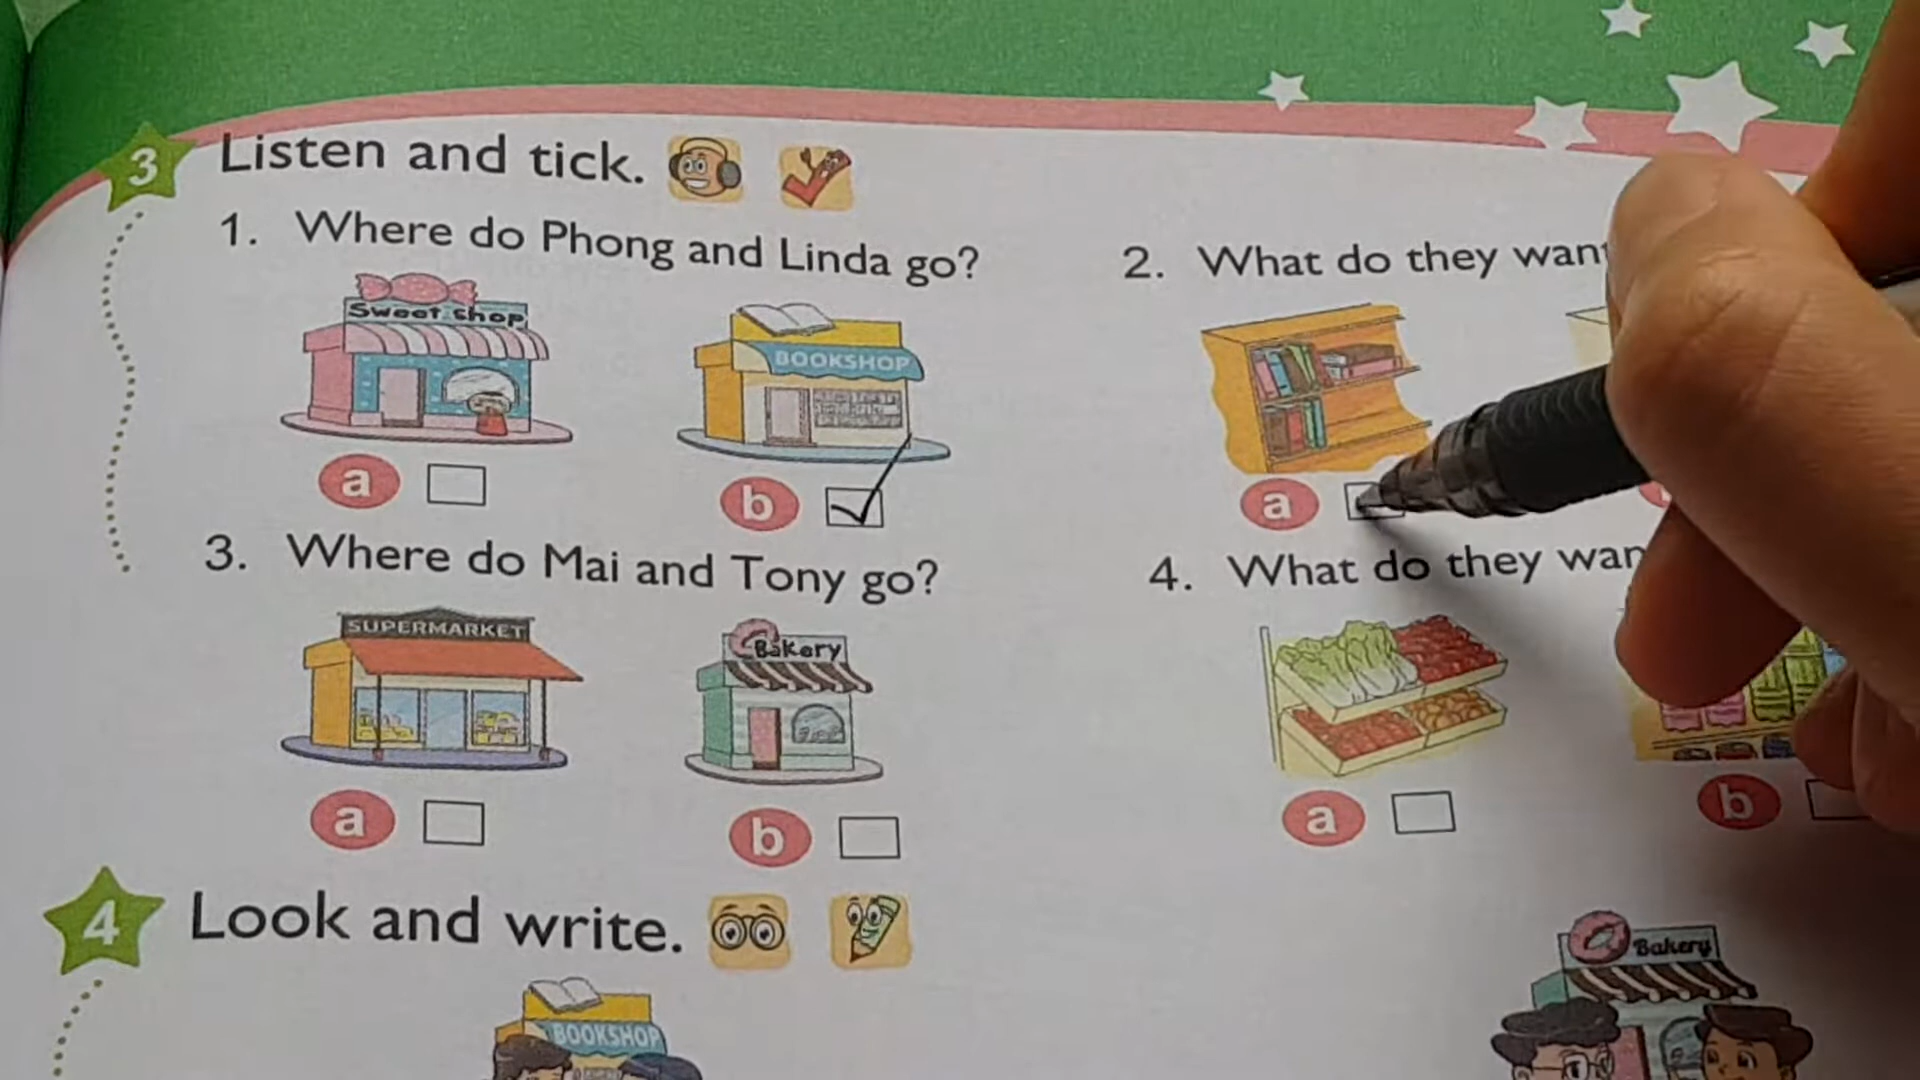 3 Listen and tick.
1. Where do Phong and Linda go?
Sweet shop
BOOKSHOP
a
b
2. What do they want
a
3. Where do Mai and Tony go?
SUPERMARKET
Bakery
a
b
4. What do they wan
a
b
4 Look and write.
BOOKSHOP
Bakery